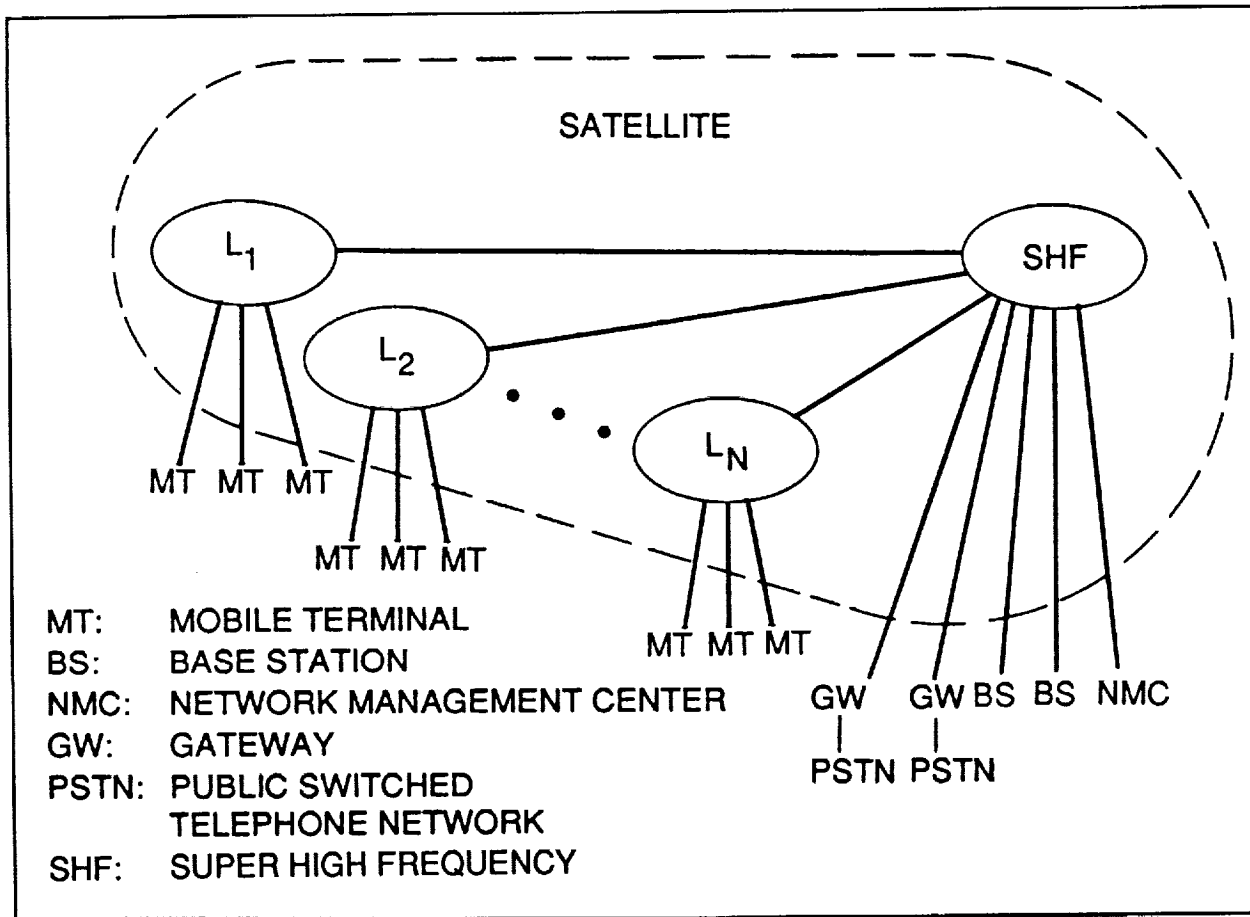 SATELLITE
L1
SHF
L2
LN
MT MT MT
MT MT MT
MT MT MT
GW GW BS BS NMC
PSTN PSTN
MT: MOBILE TERMINAL
BS: BASE STATION
NMC: NETWORK MANAGEMENT CENTER
GW: GATEWAY
PSTN: PUBLIC SWITCHED
TELEPHONE NETWORK
SHF: SUPER HIGH FREQUENCY